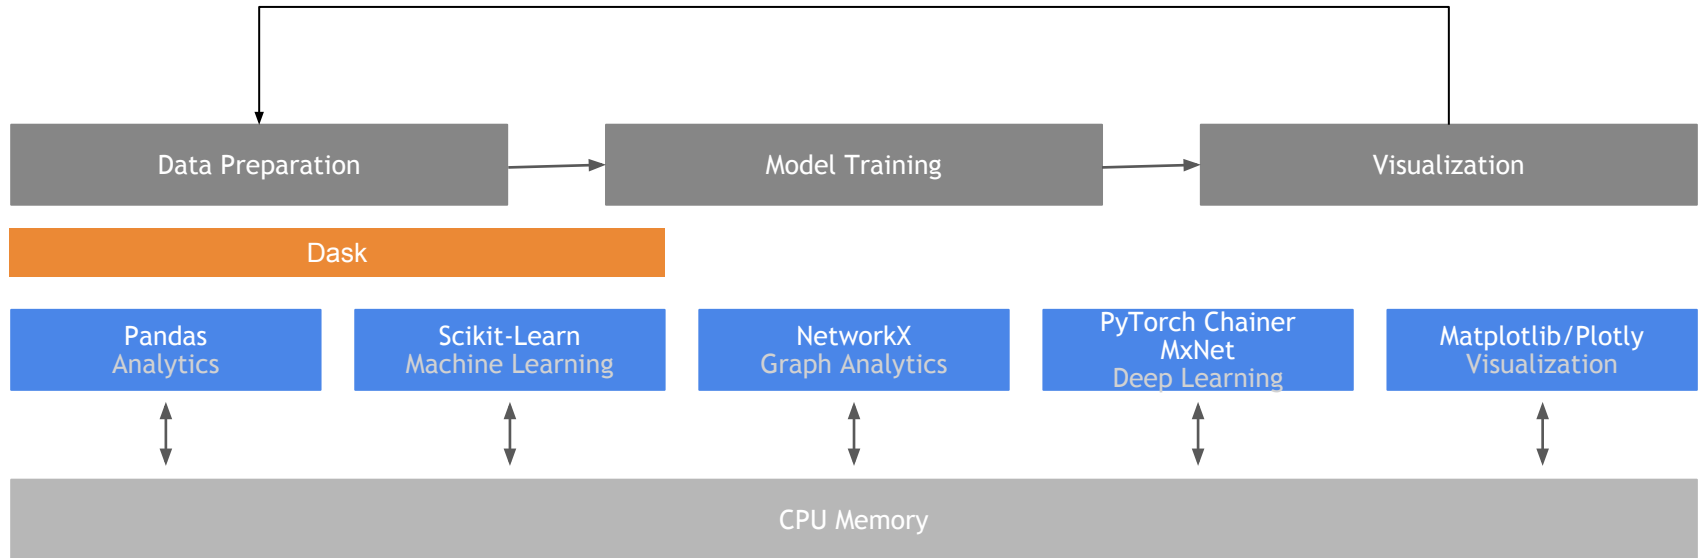 Data Preparation
Model Training
Visualization
Dask
Pandas
Analytics
Scikit-Learn
Machine Learning
NetworkX
Graph Analytics
PyTorch Chainer
MxNet
Deep Learning
Matplotlib/Plotly
Visualization
CPU Memory